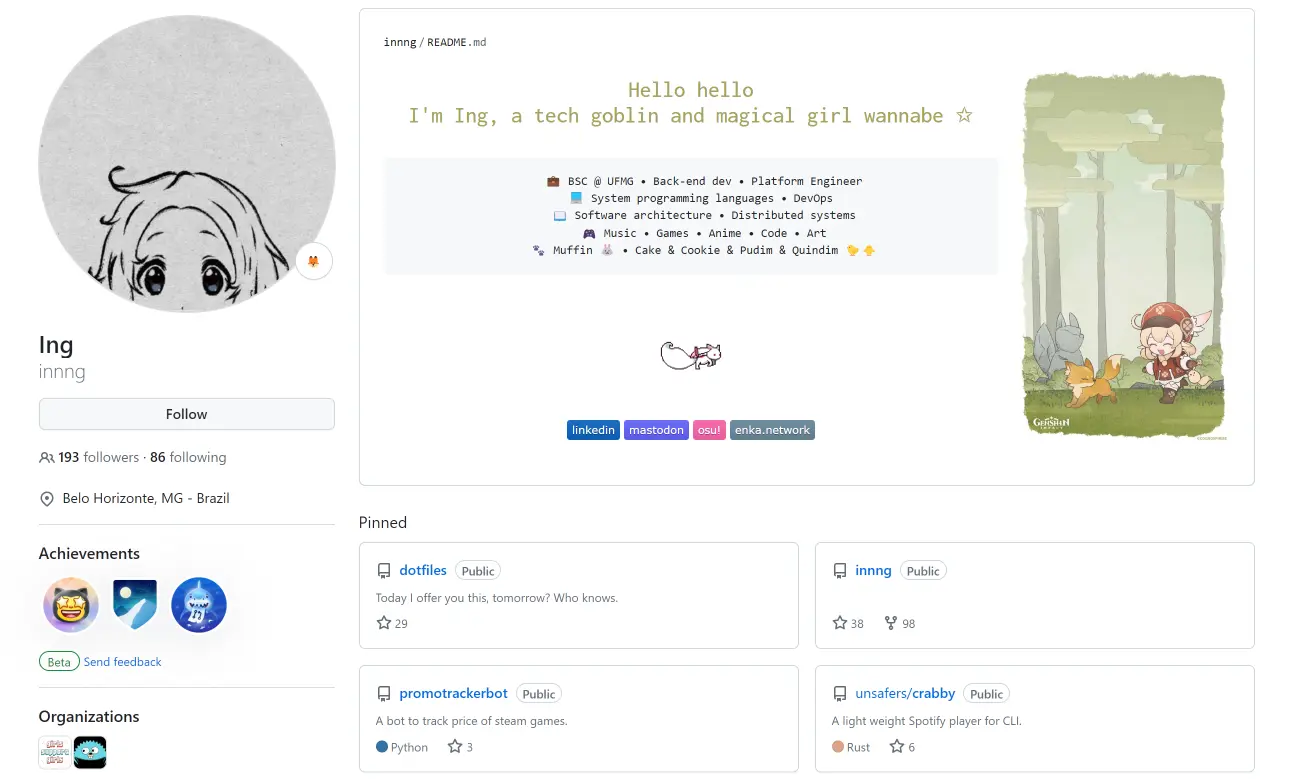 Ing
innng
Follow
193 followers · 86 following
Belo Horizonte, MG - Brazil
Achievements
Beta Send feedback
Organizations
girls support girls
innng/README.md
Hello hello
I'm Ing, a tech goblin and magical girl wannabe ☆
💼 BSC @ UFMG • Back-end dev • Platform Engineer
💻 System programming languages • DevOps
📖 Software architecture • Distributed systems
🎮 Music • Games • Anime • Code • Art
🐾 Muffin 🐰 • Cake & Cookie & Pudim & Quindim 🐤 🐥
linkedin mastodon osu! enka.network
GENSHIN
IMPACT
Pinned
dotfiles Public
Today I offer you this, tomorrow? Who knows.
29
innng Public
38 98
promotrackerbot Public
A bot to track price of steam games.
Python 3
unsafers/crabby Public
A light weight Spotify player for CLI.
Rust 6